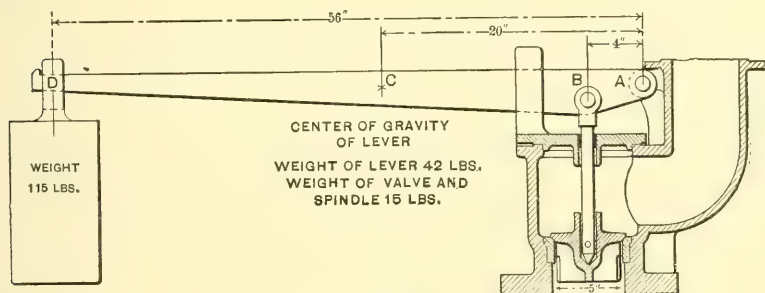 56"
20"
4"
D
C
B
A
CENTER OF GRAVITY
OF LEVER
WEIGHT OF LEVER 42 LBS.
WEIGHT OF VALVE AND
SPINDLE 15 LBS.
WEIGHT
115 LBS.
5"